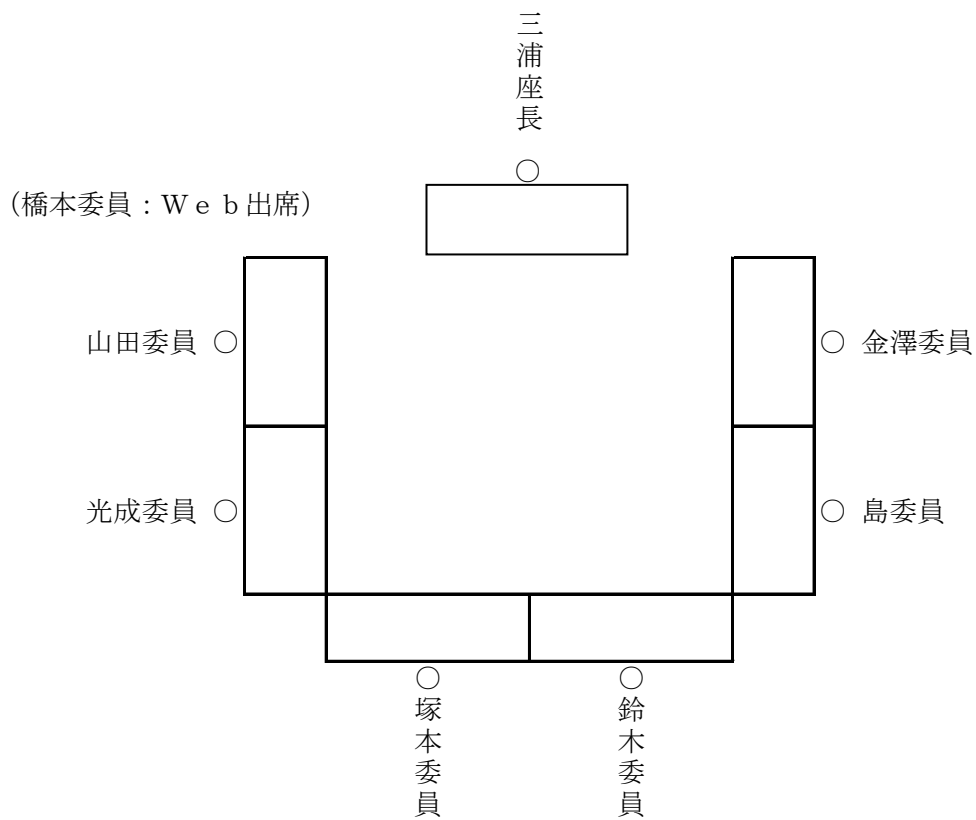 三浦座長
○
（橋本委員：Ｗｅｂ出席）
山田委員 ○
○ 金澤委員
光成委員 ○
○ 島委員
○
塚本委員
○
鈴木委員